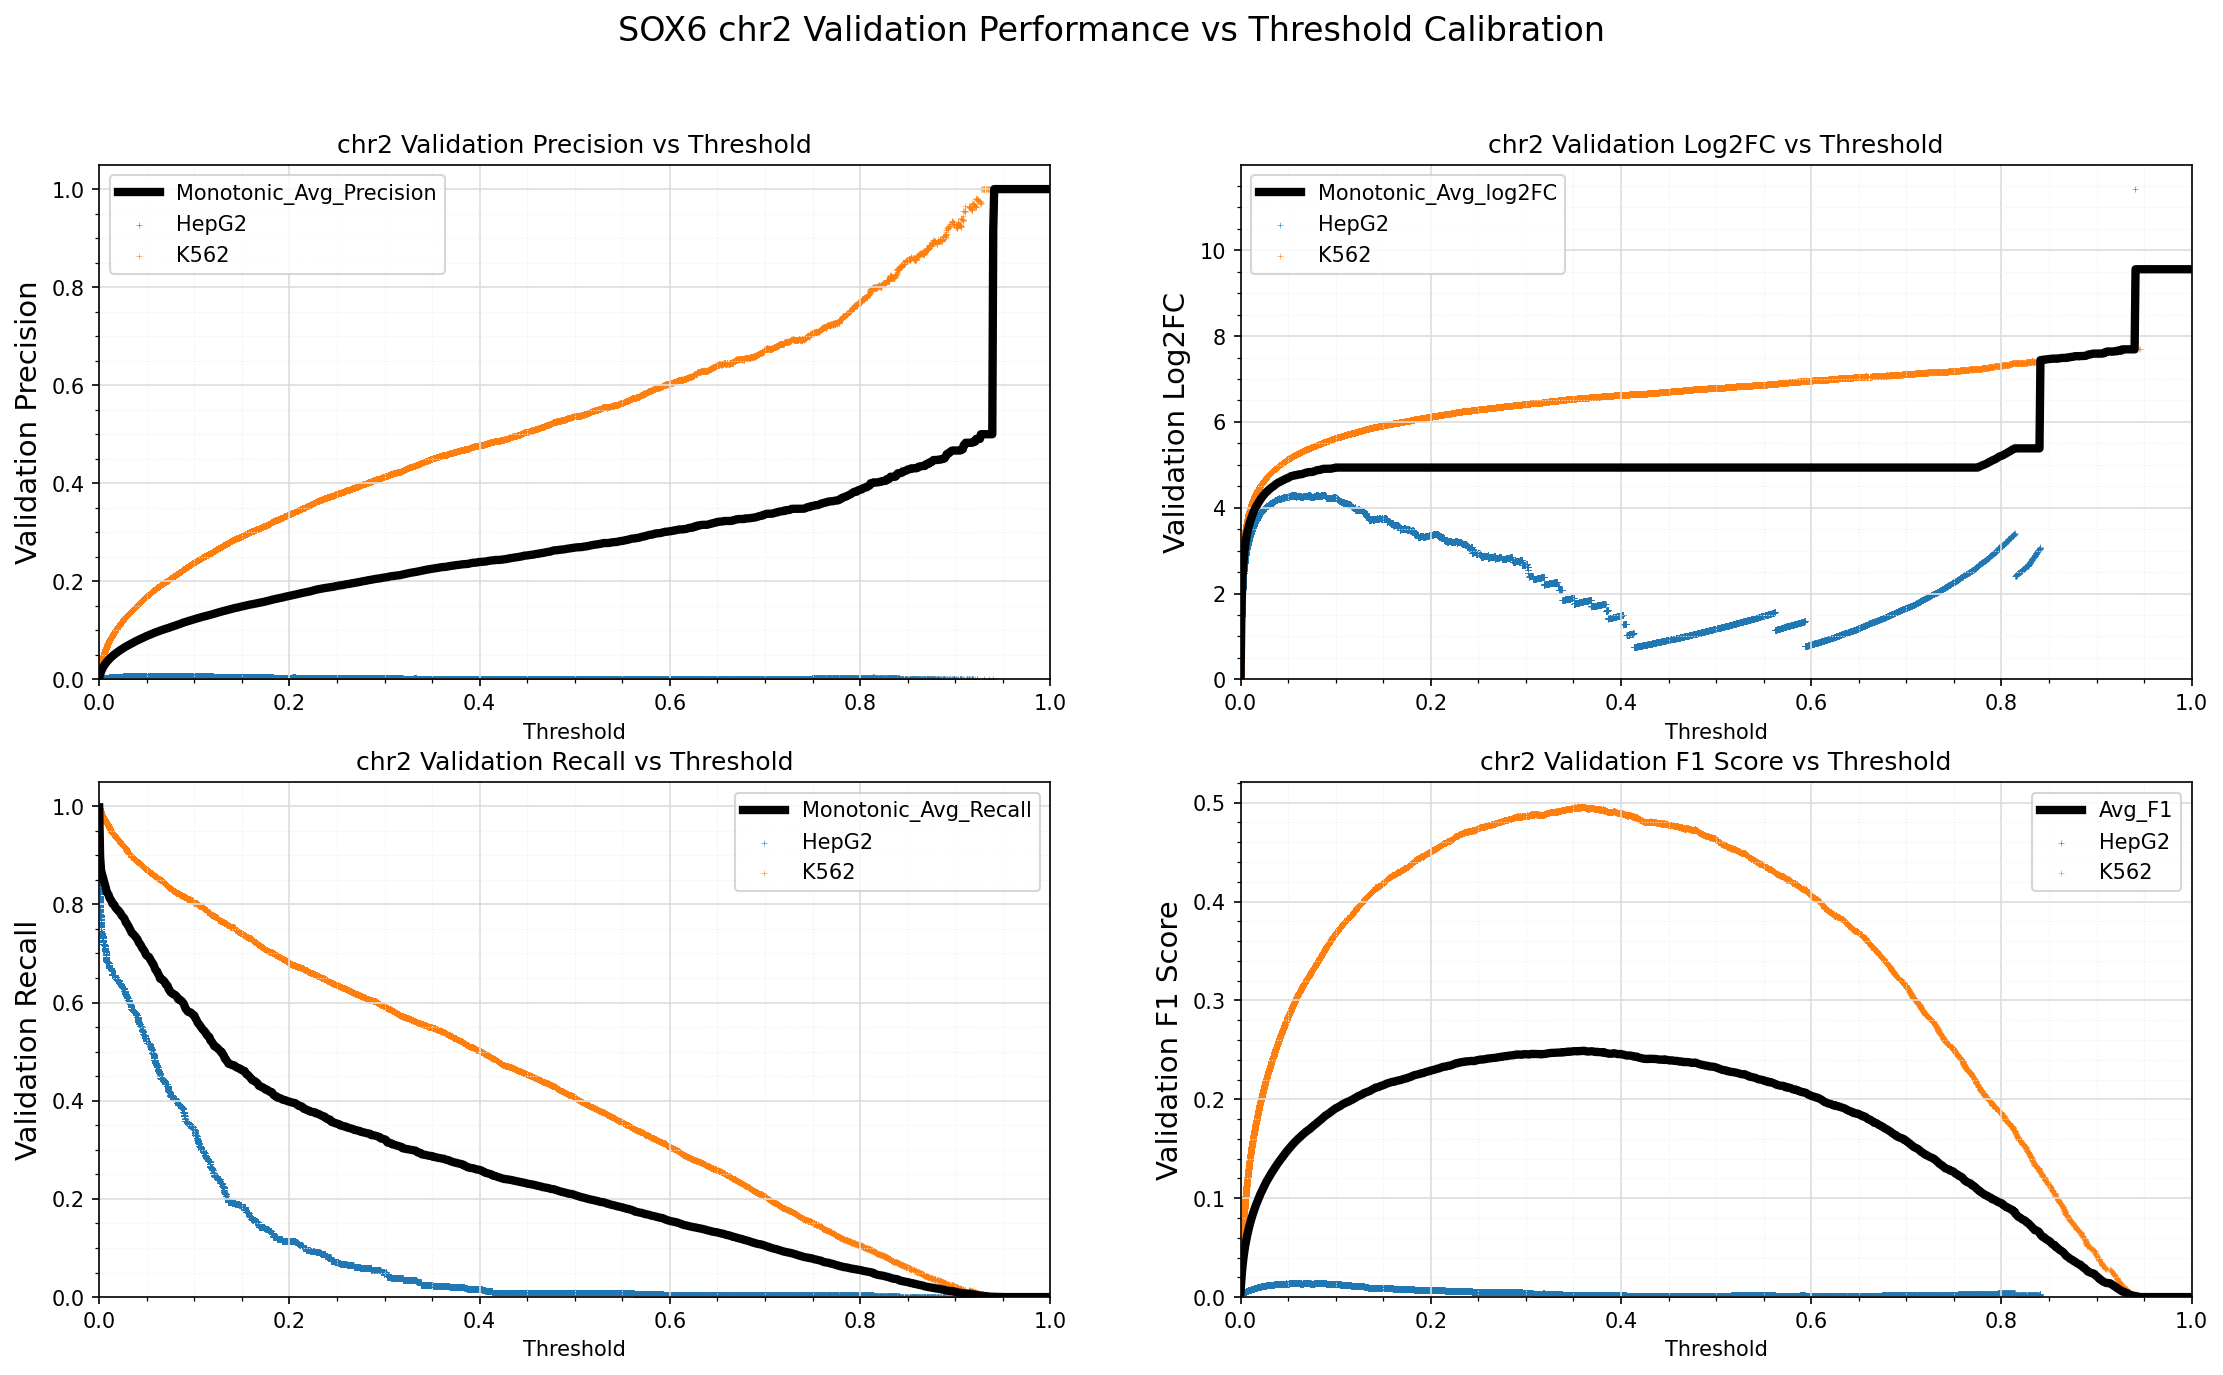 SOX6 chr2 Validation Performance vs Threshold Calibration
chr2 Validation Precision vs Threshold
Validation Precision
1.0
0.8
0.6
0.4
0.2
0.0
Monotonic_Avg_Precision
HepG2
K562
0.0 0.2 0.4 0.6 0.8 1.0
Threshold
chr2 Validation Log2FC vs Threshold
Validation Log2FC
10
8
6
4
2
0
Monotonic_Avg_log2FC
HepG2
K562
0.0 0.2 0.4 0.6 0.8 1.0
Threshold
chr2 Validation Recall vs Threshold
Validation Recall
1.0
0.8
0.6
0.4
0.2
0.0
Monotonic_Avg_Recall
HepG2
K562
0.0 0.2 0.4 0.6 0.8 1.0
Threshold
chr2 Validation F1 Score vs Threshold
Validation F1 Score
0.5
0.4
0.3
0.2
0.1
0.0
Avg_F1
HepG2
K562
0.0 0.2 0.4 0.6 0.8 1.0
Threshold